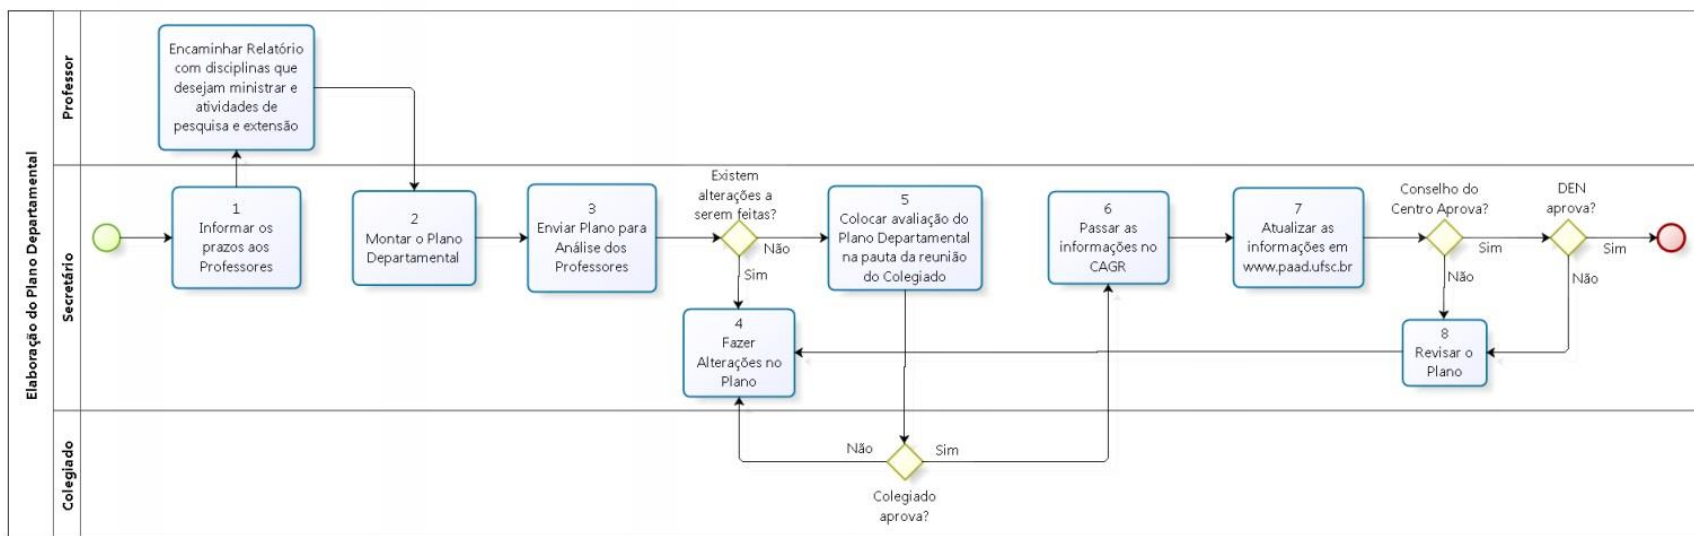 Elaboração do Plano Departamental
Professor
Encaminhar Relatório
com disciplinas que
desejam ministrar e
atividades de
pesquisa e extensão
Secretário
1
Informar os
prazos aos
Professores
2
Montar o Plano
Departamental
3
Enviar Plano para
Análise dos
Professores
Existem
alterações a
serem feitas?
Não
Sim
4
Fazer
Alterações no
Plano
5
Colocar avaliação do
Plano Departamental
na pauta da reunião
do Colegiado
6
Passar as
informações no
CAGR
7
Atualizar as
informações em
www.paad.ufsc.br
Conselho do
Centro Aprova?
Sim
Não
DEN
aprova?
Sim
Não
8
Revisar o
Plano
Colegiado
Não
Sim
Colegiado
aprova?